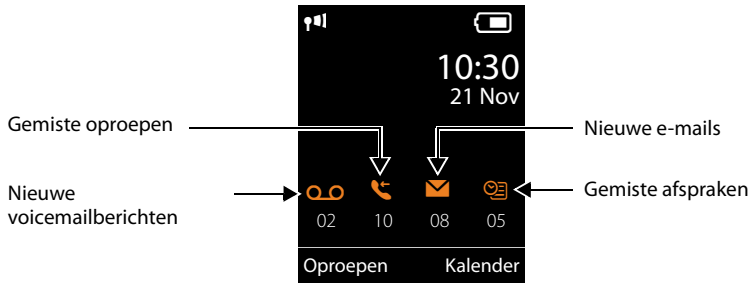 10:30
21 Nov
Gemiste oproepen
Nieuwe e-mails
Nieuwe
voicemailberichten
Gemiste afspraken
02 10 08 05
Oproepen Kalender